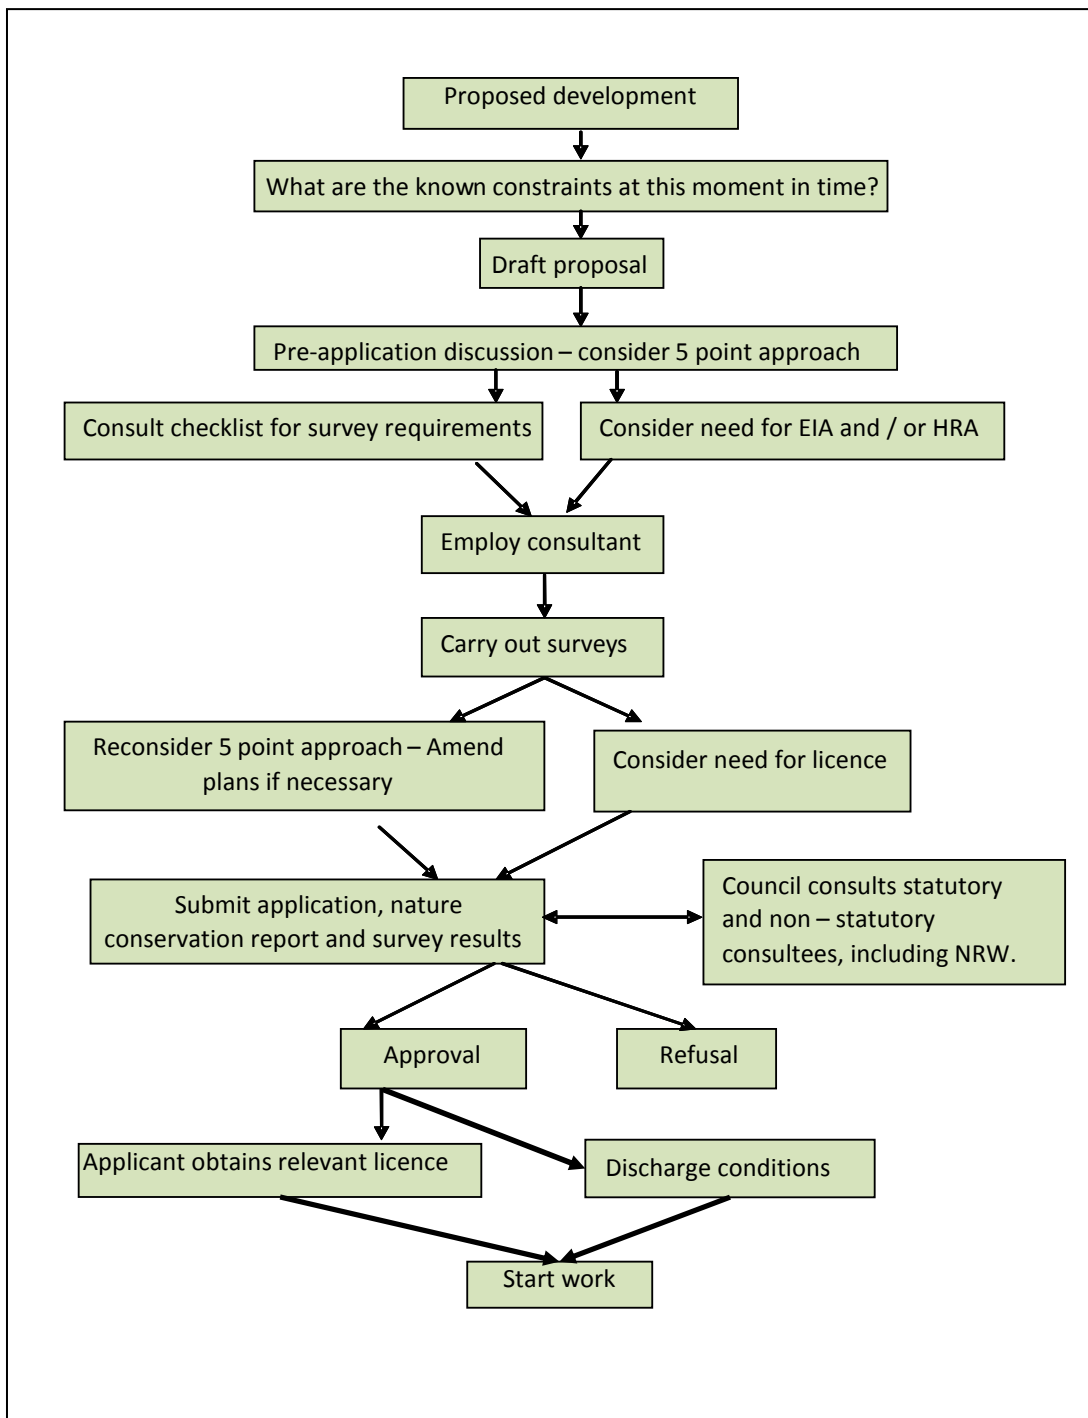 Proposed development
What are the known constraints at this moment in time?
Draft proposal
Pre-application discussion – consider 5 point approach
Consult checklist for survey requirements
Consider need for EIA and / or HRA
Employ consultant
Carry out surveys
Reconsider 5 point approach – Amend
plans if necessary
Consider need for licence
Submit application, nature
conservation report and survey results
Council consults statutory
and non – statutory
consultees, including NRW.
Approval
Refusal
Applicant obtains relevant licence
Discharge conditions
Start work